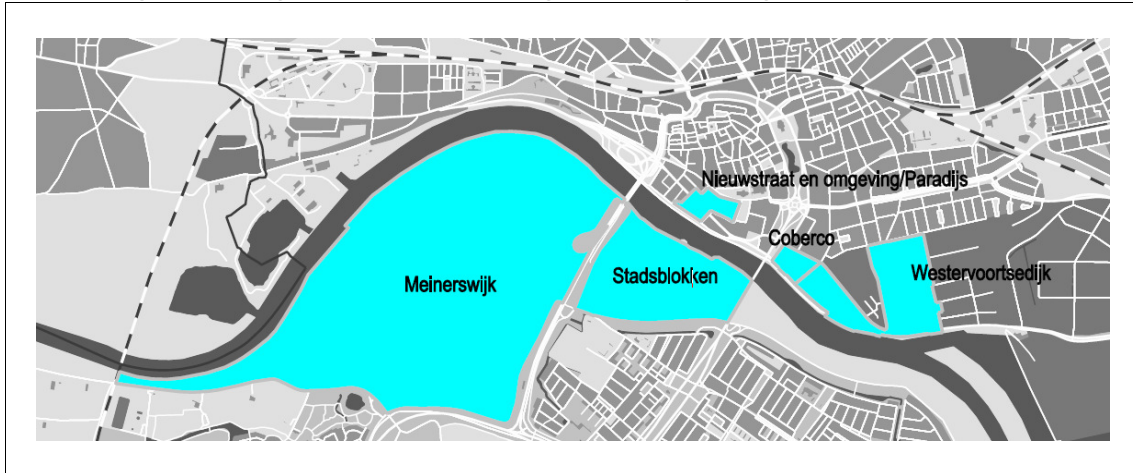 Nieuwstraat en omgeving/Paradijs
Coberco
Westervoortsedijk
Stadsblokken
Meinerswijk